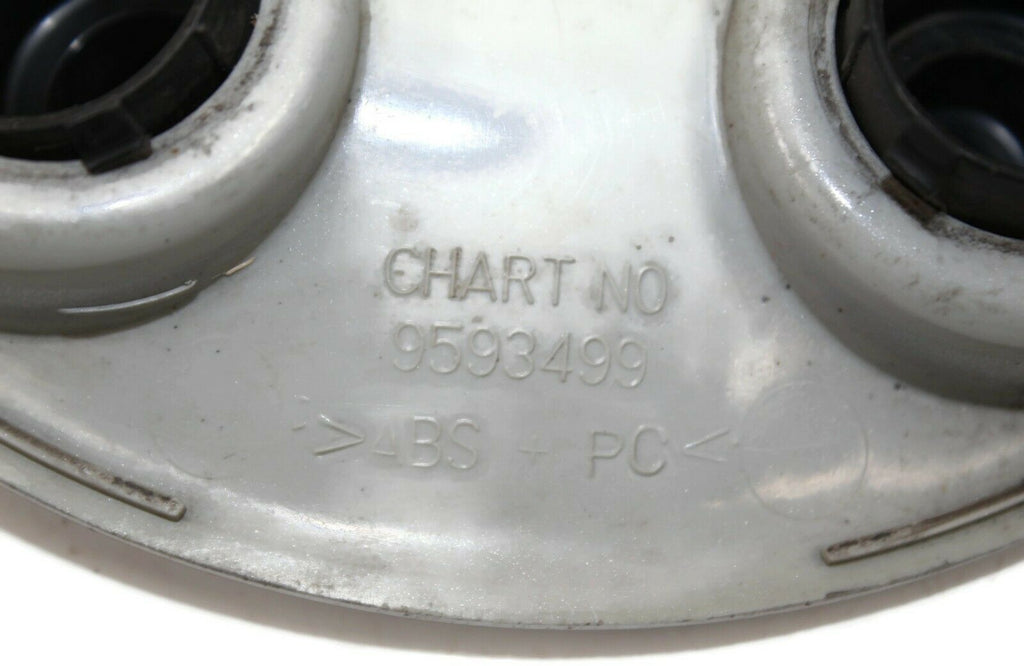 CHART NO
9593499
>ABS + PC<